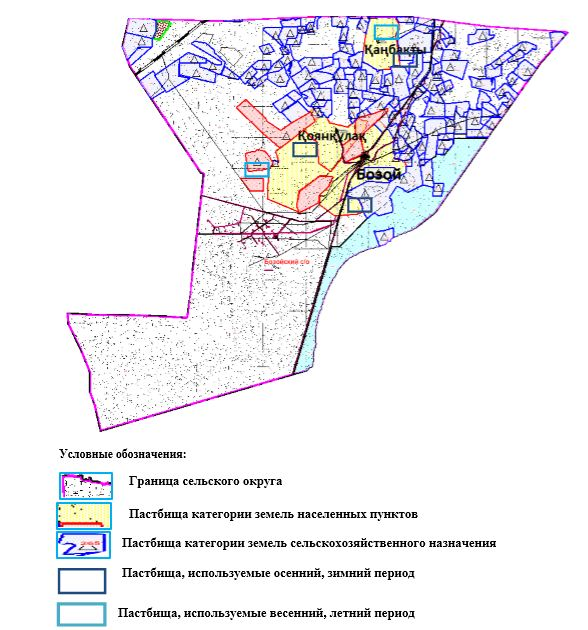 Қаңбақты
Қоянқұлақ
Бозой
Бозойский с/о
Условные обозначения:
Граница сельского округа
Пастбища категории земель населенных пунктов
Пастбища категории земель сельскохозяйственного назначения
Пастбища, используемые осенний, зимний период
Пастбища, используемые весенний, летний период